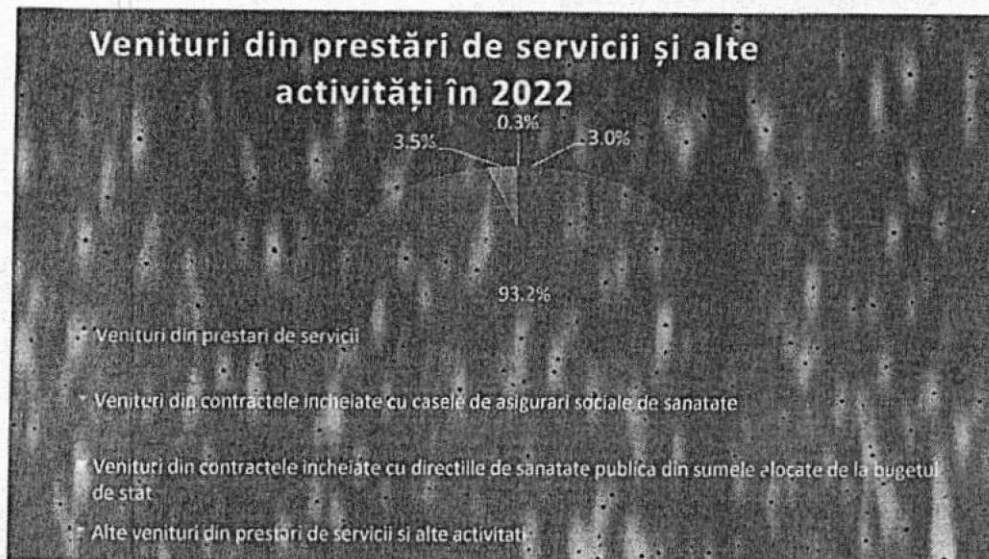 Venituri din prestări de servicii și alte
activități în 2022
0.3%
3.5%
3.0%
93.2%
Venituri din prestari de servicii
Venituri din contractele incheiate cu casele de asigurari sociale de sanatate
Venituri din contractele incheiate cu directiile de sanatate publica din sumele alocate de la bugetul
de stat
Alte venituri din prestari de servicii si alte activitati